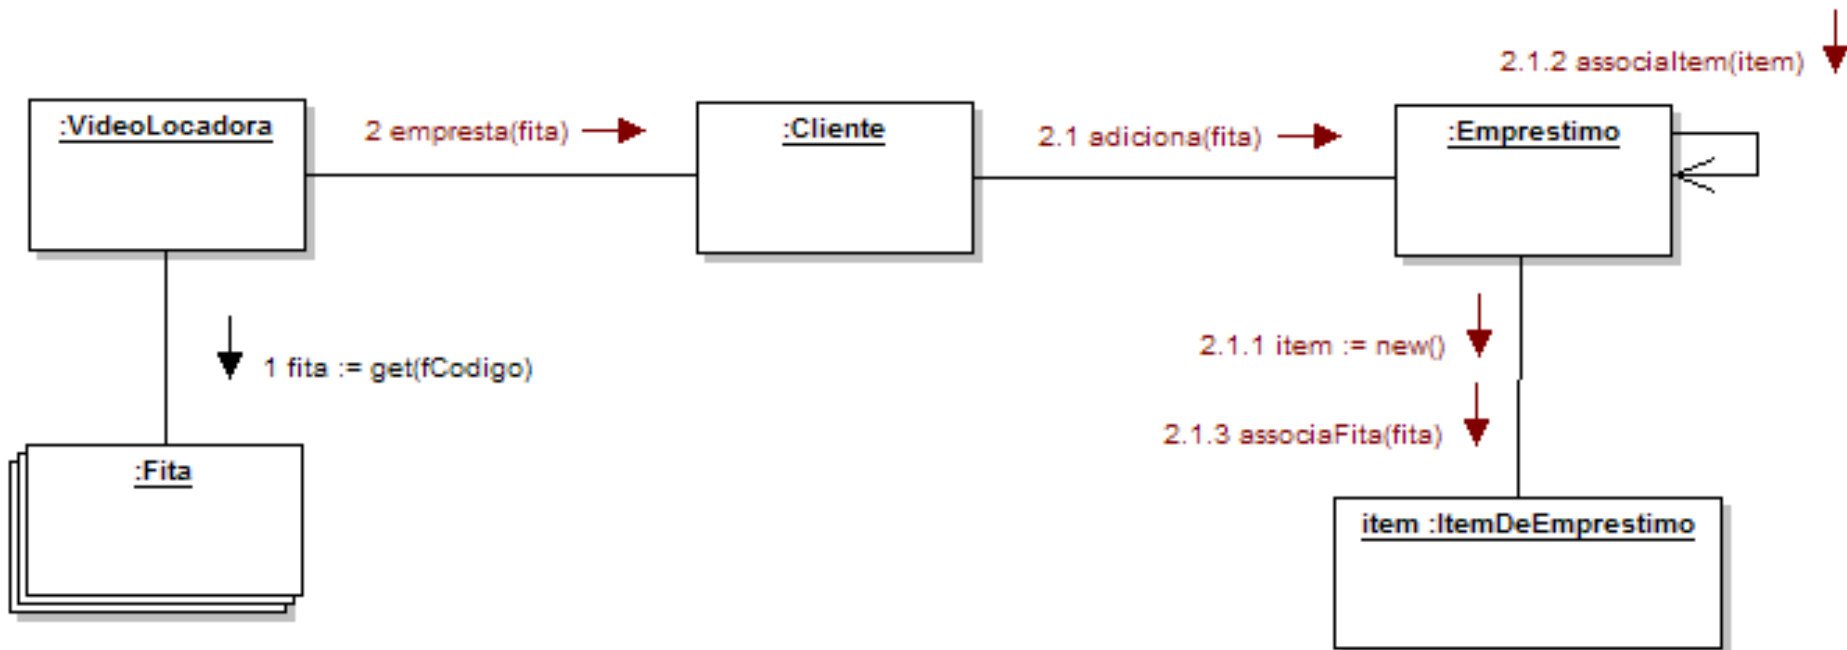 2.1.2 associaItem(item)
:VideoLocadora
2 empresta(fita)
:Cliente
2.1 adiciona(fita)
:Emprestimo
1 fita := get(fCodigo)
2.1.1 item := new()
2.1.3 associaFita(fita)
:Fita
item :ItemDeEmprestimo